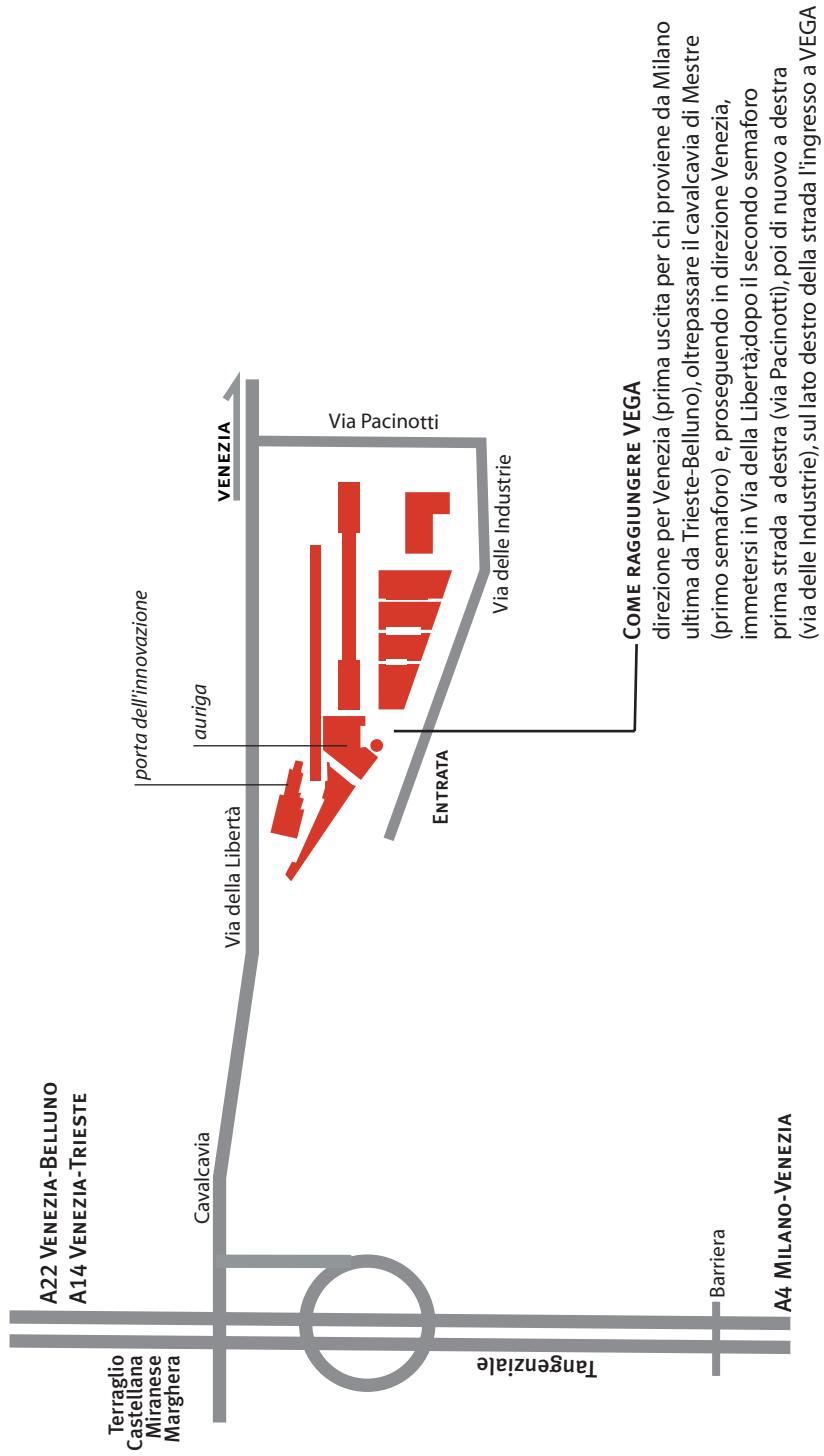 A22 VENEZIA-BELLUNO
A14 VENEZIA-TRIESTE
Terraglio
Castellana
Miranese
Marghera
Cavalcavia
Via della Libertà
porta dell'innovazione
auriga
VENEZIA
Via Pacinotti
Via delle Industrie
ENTRATA
Tangenziale
Barriera
A4 MILANO-VENEZIA
COME RAGGIUNGERE VEGA
direzione per Venezia (prima uscita per chi proviene da Milano
ultima da Trieste-Belluno), oltrepassare il cavalcavia di Mestre
(primo semaforo) e, proseguendo in direzione Venezia,
immetersi in Via della Libertà;dopo il secondo semaforo
prima strada a destra (via Pacinotti), poi di nuovo a destra
(via delle Industrie), sul lato destro della strada l'ingresso a VEGA